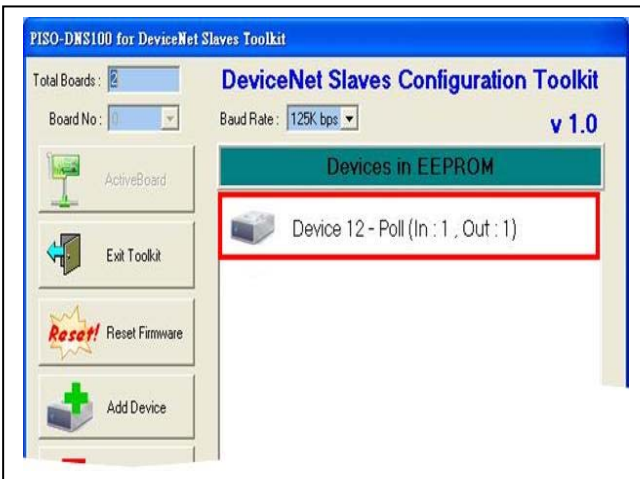 PISO-DNS100 for DeviceNet Slaves Toolkit
Total Boards : 2
DeviceNet Slaves Configuration Toolkit
Board No : 0
Baud Rate : 125K bps
v 1.0
Devices in EEPROM
ActiveBoard
Device 12 - Poll (In : 1 , Out : 1)
Exit Toolkit
Reset! Reset Firmware
Add Device